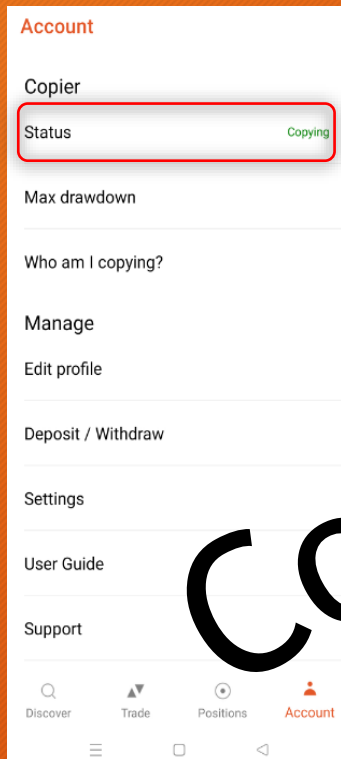 Account
Copier
Status Copying
Max drawdown
Who am I copying?
Manage
Edit profile
Deposit / Withdraw
Settings
User Guide
Support
Discover Trade Positions Account